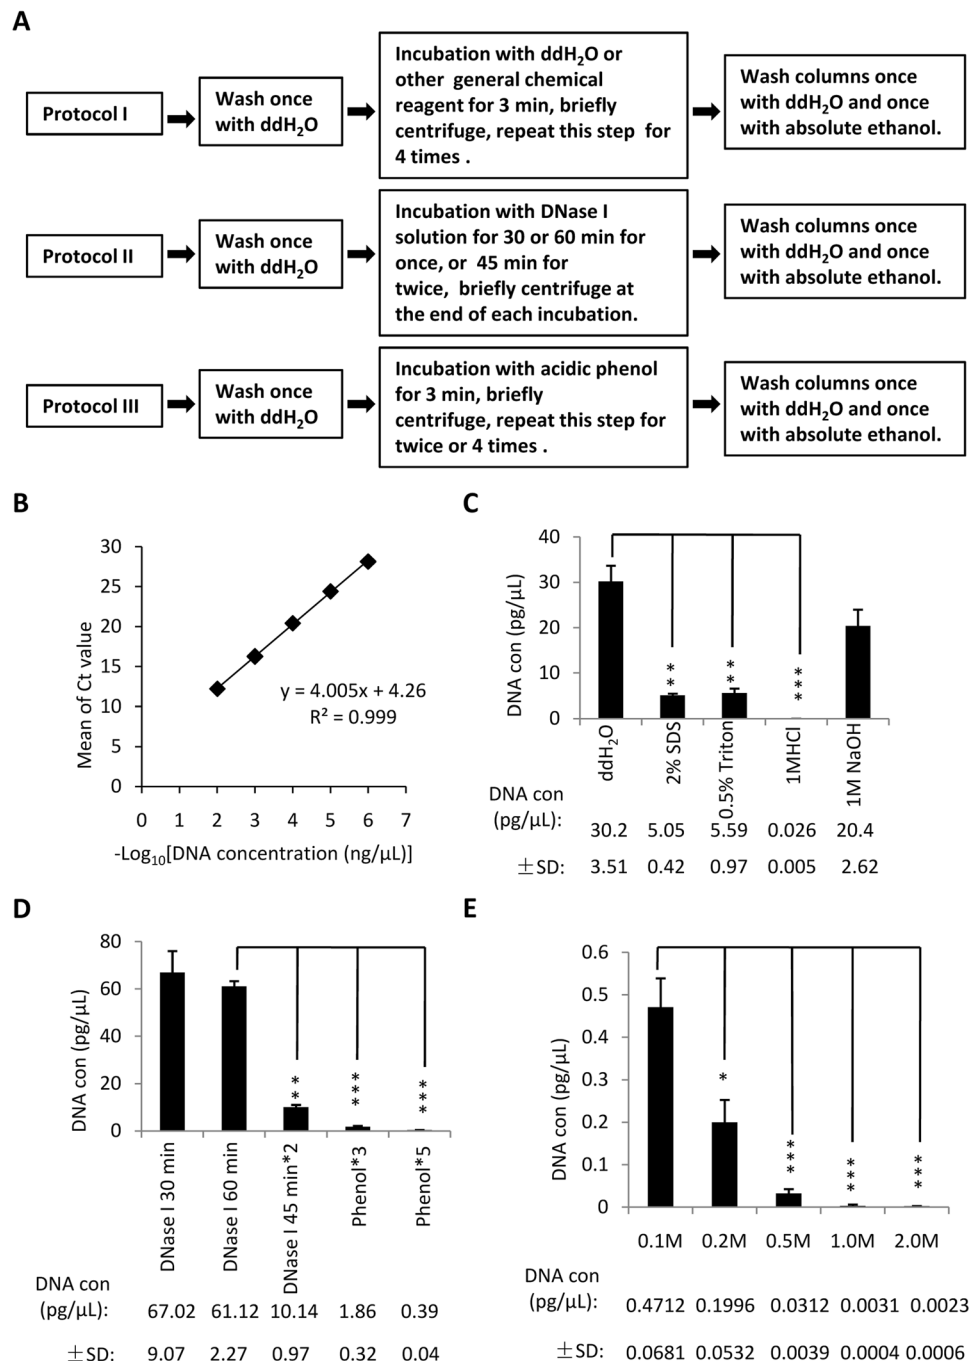 A
Protocol I
Wash once
with ddH₂O
Incubation with ddH₂O or
other general chemical
reagent for 3 min, briefly
centrifuge, repeat this step for
4 times .
Wash columns once
with ddH₂O and once
with absolute ethanol.
Protocol II
Wash once
with ddH₂O
Incubation with DNase I
solution for 30 or 60 min for
once, or 45 min for
twice, briefly centrifuge at
the end of each incubation.
Wash columns once
with ddH₂O and once
with absolute ethanol.
Protocol III
Wash once
with ddH₂O
Incubation with acidic phenol
for 3 min, briefly
centrifuge, repeat this step for
twice or 4 times .
Wash columns once
with ddH₂O and once
with absolute ethanol.
B
Mean of Ct value
30
25
20
15
10
5
0
y = 4.005x + 4.26
R² = 0.999
0 1 2 3 4 5 6 7
-Log₁₀[DNA concentration (ng/μL)]
C
DNA con (pg/μL)
40
30
20
10
0
** ** ***
ddH₂O
2% SDS
0.5% Triton
1MHCl
1M NaOH
DNA con
(pg/μL): 30.2 5.05 5.59 0.026 20.4
±SD: 3.51 0.42 0.97 0.005 2.62
D
DNA con (pg/μL)
80
60
40
20
0
** *** ***
DNase I 30 min
DNase I 60 min
DNase I 45 min*2
Phenol*3
Phenol*5
DNA con
(pg/μL): 67.02 61.12 10.14 1.86 0.39
±SD: 9.07 2.27 0.97 0.32 0.04
E
DNA con (pg/μL)
0.6
0.5
0.4
0.3
0.2
0.1
0
* *** *** ***
0.1M 0.2M 0.5M 1.0M 2.0M
DNA con
(pg/μL): 0.4712 0.1996 0.0312 0.0031 0.0023
±SD: 0.0681 0.0532 0.0039 0.0004 0.0006